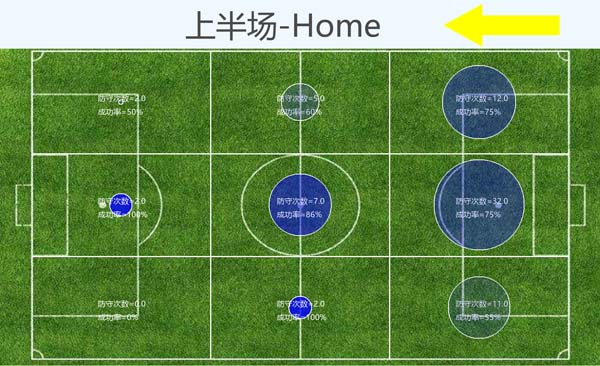 上半场-Home
防守次数=2.0
成功率=50%
防守次数=5.0
成功率=60%
防守次数=12.0
成功率=75%
防守次数=2.0
成功率=100%
防守次数=7.0
成功率=86%
防守次数=32.0
成功率=75%
防守次数=0.0
成功率=0%
防守次数=2.0
成功率=100%
防守次数=11.0
成功率=55%